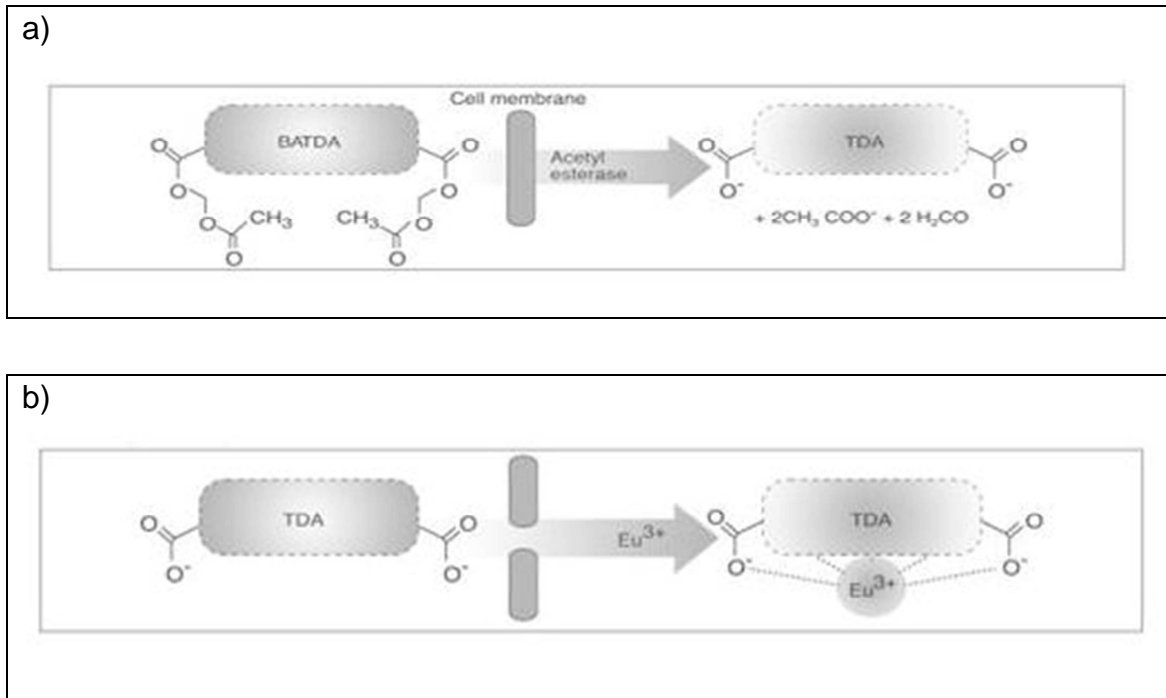 a)
Cell membrane
O BATDA O
O O
Acetyl
esterase
O CH₃ CH₃ O
O O
O TDA O
O⁻ O⁻
+ 2CH₃ COO⁻ + 2 H₂CO
b)
O TDA O
O⁻ O⁻
Eu³⁺
O TDA O
O⁻ Eu³⁺ O⁻